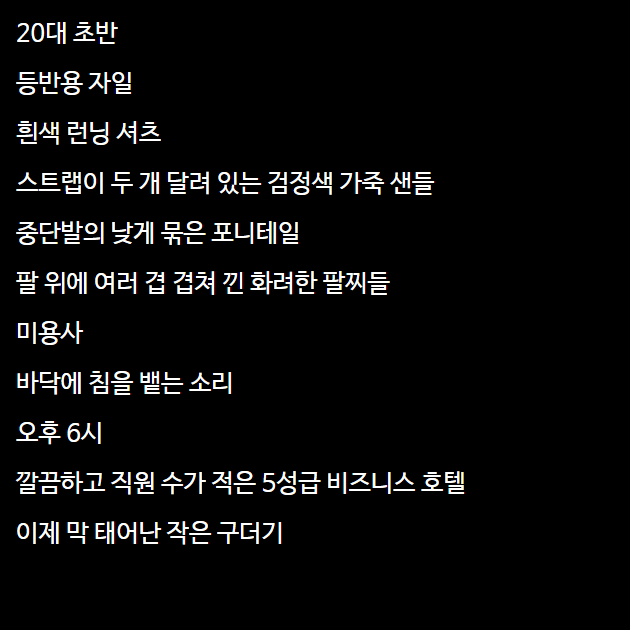 20대 초반
등반용 자일
흰색 런닝 셔츠
스트랩이 두 개 달려 있는 검정색 가죽 샌들
중단발의 낮게 묶은 포니테일
팔 위에 여러 겹 겹쳐 낀 화려한 팔찌들
미용사
바닥에 침을 뱉는 소리
오후 6시
깔끔하고 직원 수가 적은 5성급 비즈니스 호텔
이제 막 태어난 작은 구더기